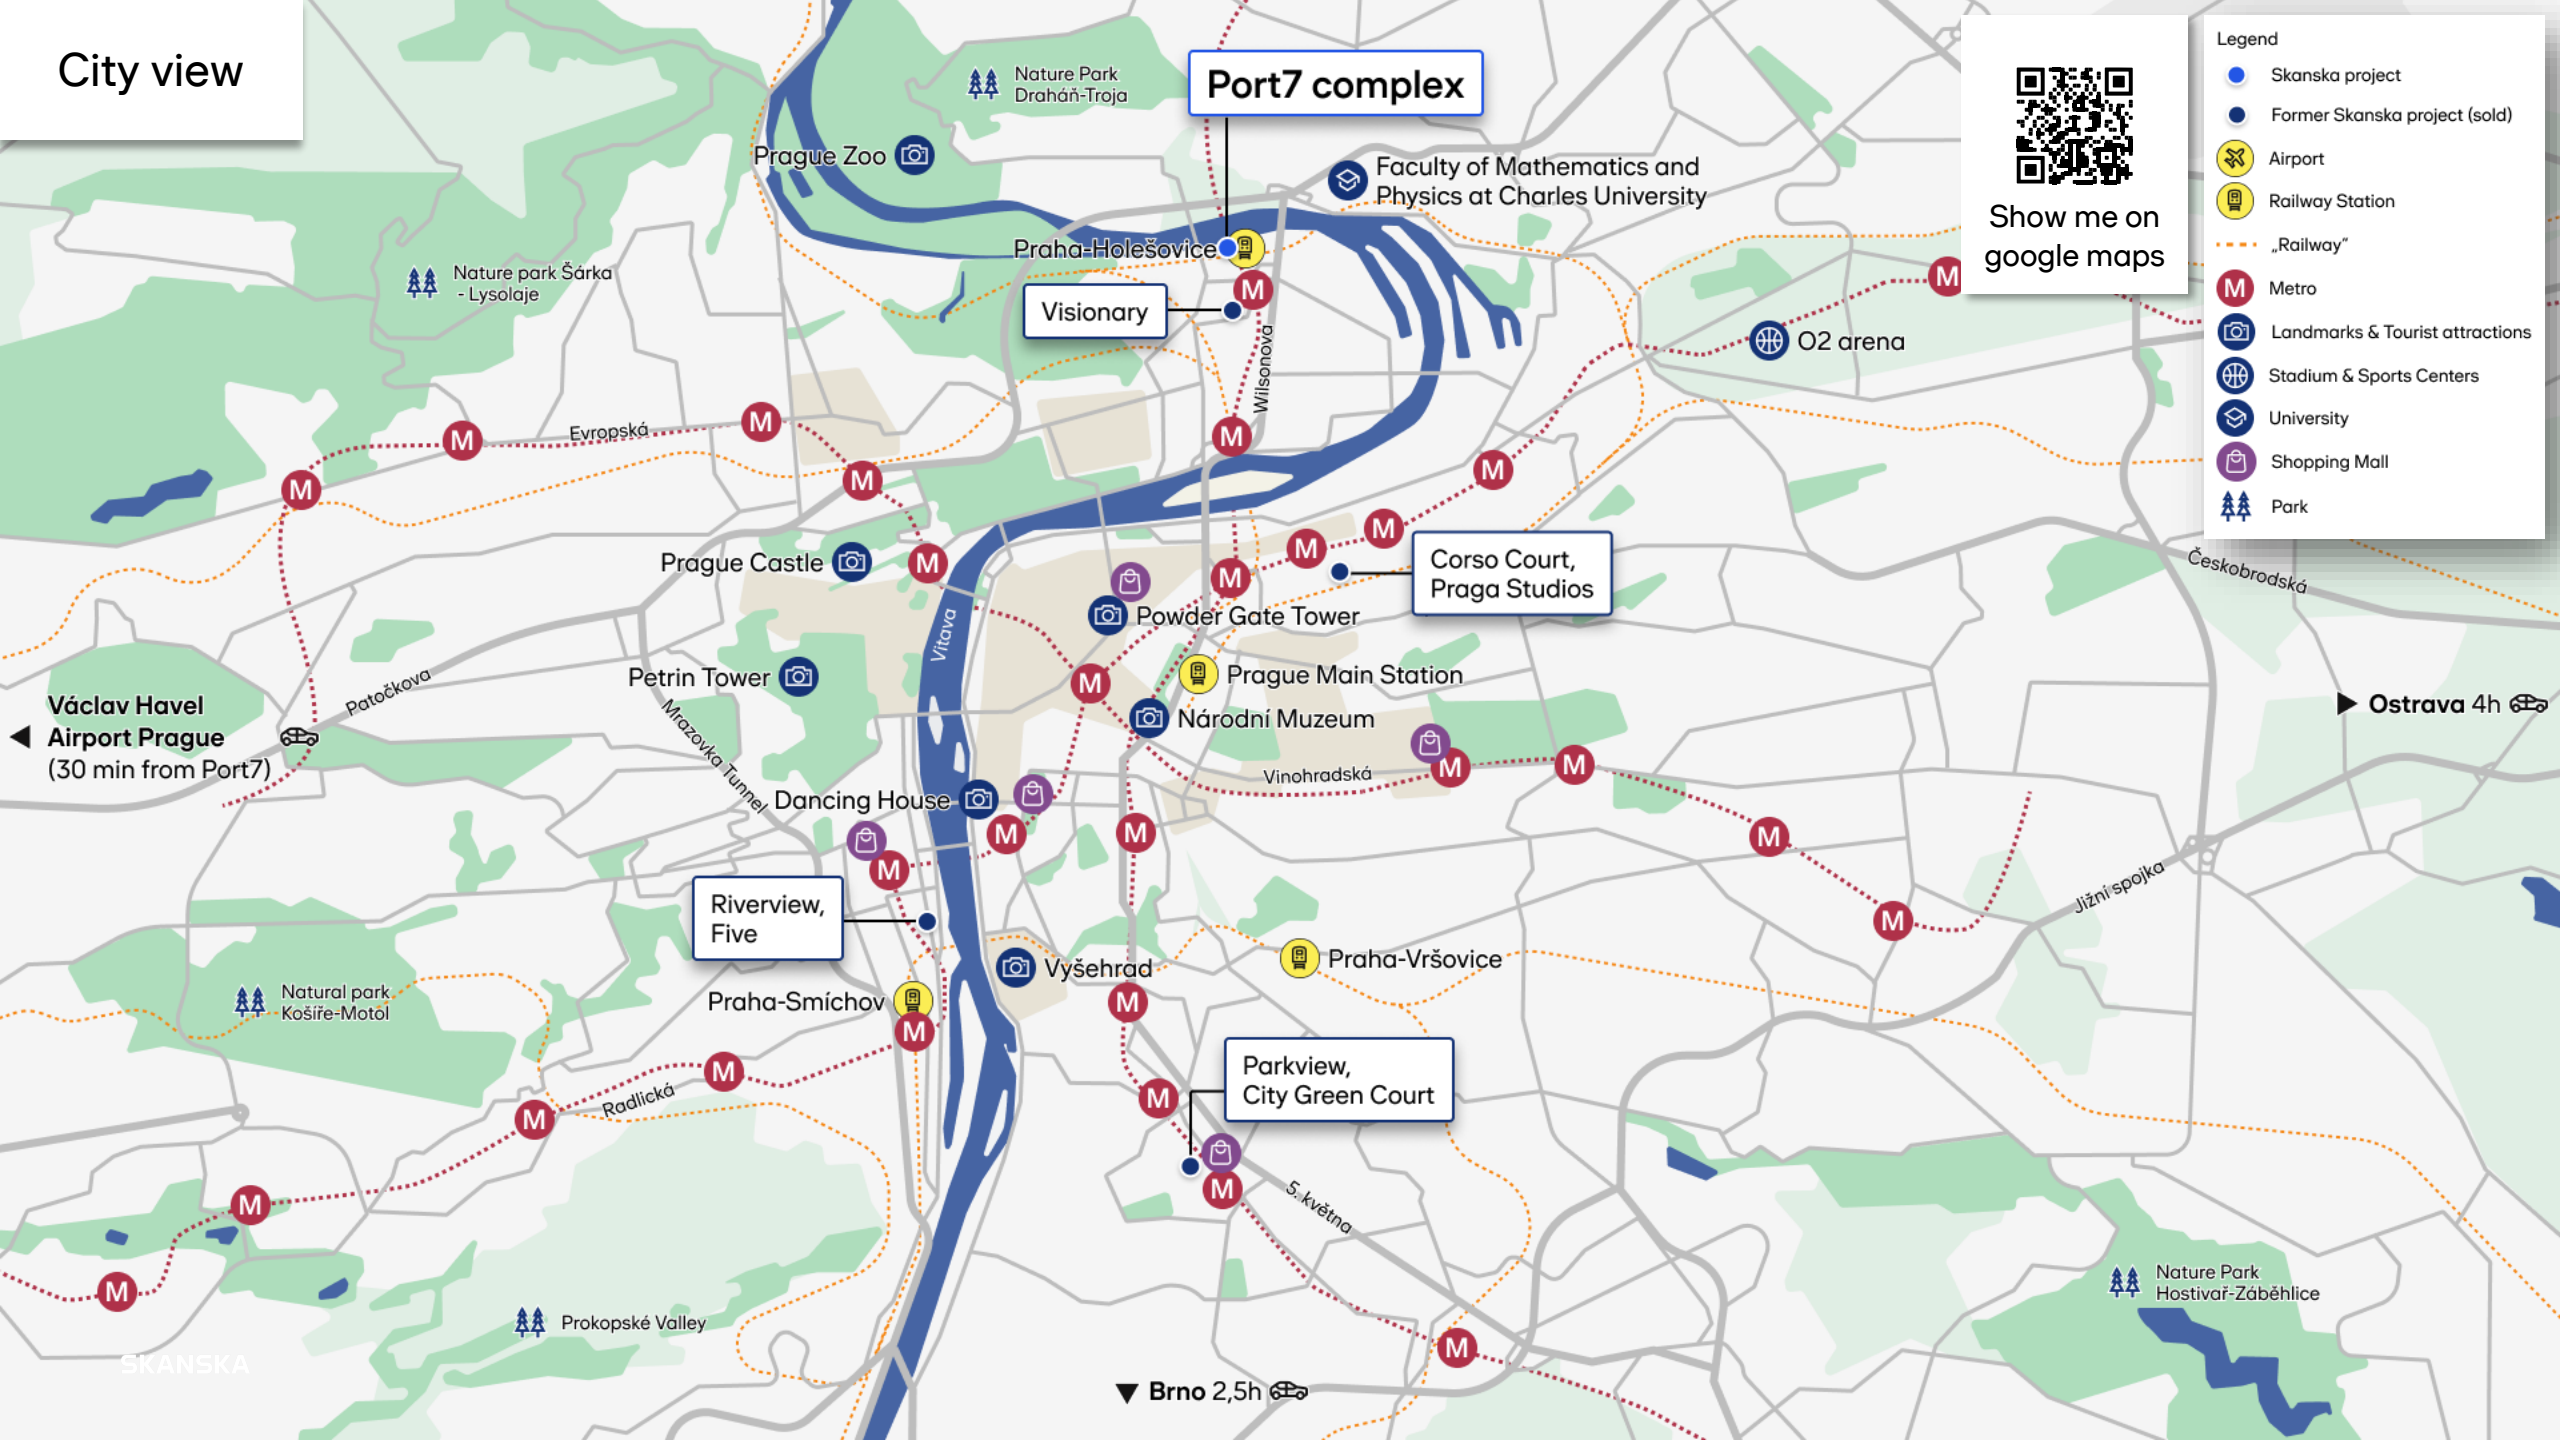 City view
Nature Park
Draháň-Troja
Port7 complex
Prague Zoo
Faculty of Mathematics and
Physics at Charles University
Show me on
google maps
Legend
Skanska project
Former Skanska project (sold)
Airport
Railway Station
„Railway“
M Metro
Landmarks & Tourist attractions
Stadium & Sports Centers
University
Shopping Mall
Park
Praha-Holešovice
M
M
Nature park Šárka
- Lysolaje
Visionary
Wilsonova
O2 arena
M
Evropská
M
M
M
M
M
M
M
M
Prague Castle
M
M
Corso Court,
Praga Studios
Českobrodská
Powder Gate Tower
Vltava
Petrin Tower
M
Prague Main Station
Patočkova
Mrazovka Tunnel
Václav Havel
Airport Prague
(30 min from Port7)
Národní Muzeum
Ostrava 4h
Vinohradská
M
M
Dancing House
M
M
M
M
Riverview,
Five
Jižní spojka
M
Praha-Vršovice
Vyšehrad
Natural park
Košíře-Motol
Praha-Smíchov
M
M
M
Radlická
Parkview,
City Green Court
M
M
M
M
5. května
M
Nature Park
Hostivař-Záběhlice
Prokopské Valley
M
SKANSKA
Brno 2,5h